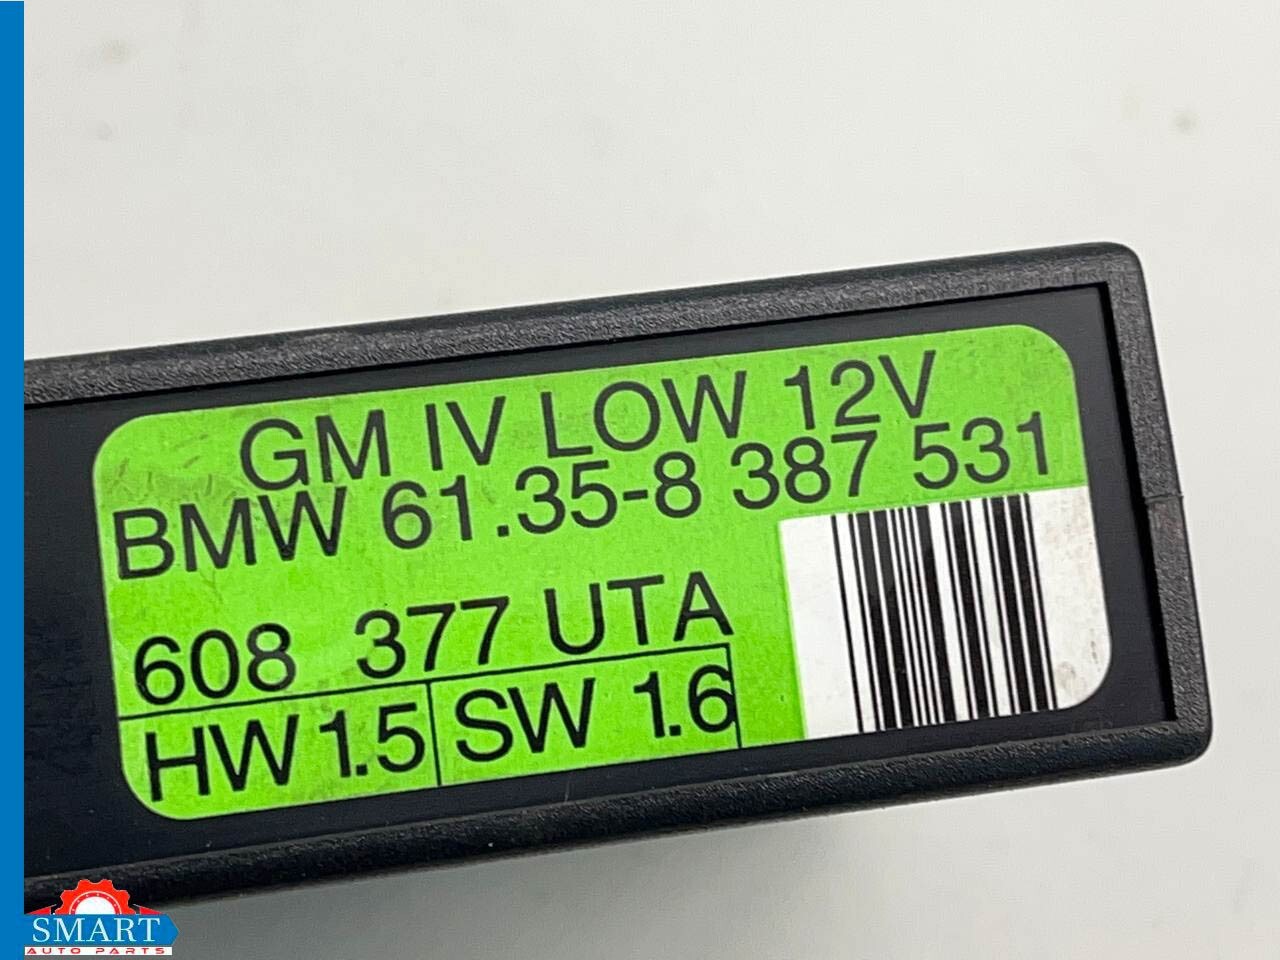 GM IV LOW 12V
BMW 61.35-8 387 531
608 377 UTA
HW 1.5 SW 1.6
SMART
AUTO PARTS